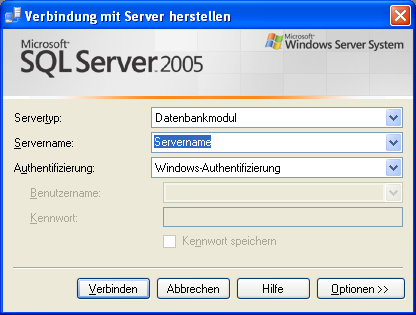 Verbindung mit Server herstellen
Microsoft
SQL Server 2005
Microsoft
Windows Server System
Servertyp: Datenbankmodul
Servername: Servername
Authentifizierung: Windows-Authentifizierung
Benutzername:
Kennwort:
Kennwort speichern
Verbinden Abbrechen Hilfe Optionen >>